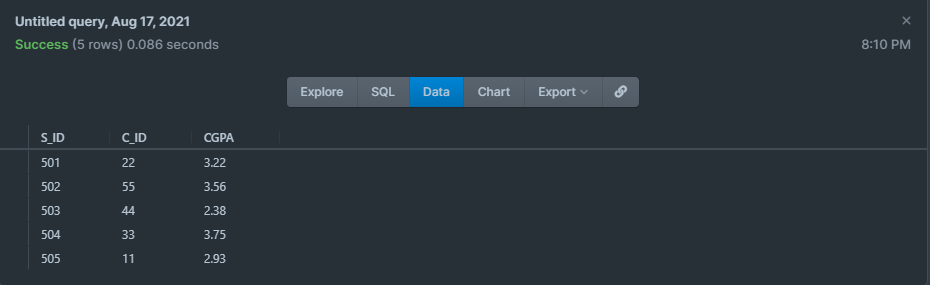 Untitled query, Aug 17, 2021
Success (5 rows) 0.086 seconds 8:10 PM
Explore SQL Data Chart Export
S_ID C_ID CGPA
501 22 3.22
502 55 3.56
503 44 2.38
504 33 3.75
505 11 2.93